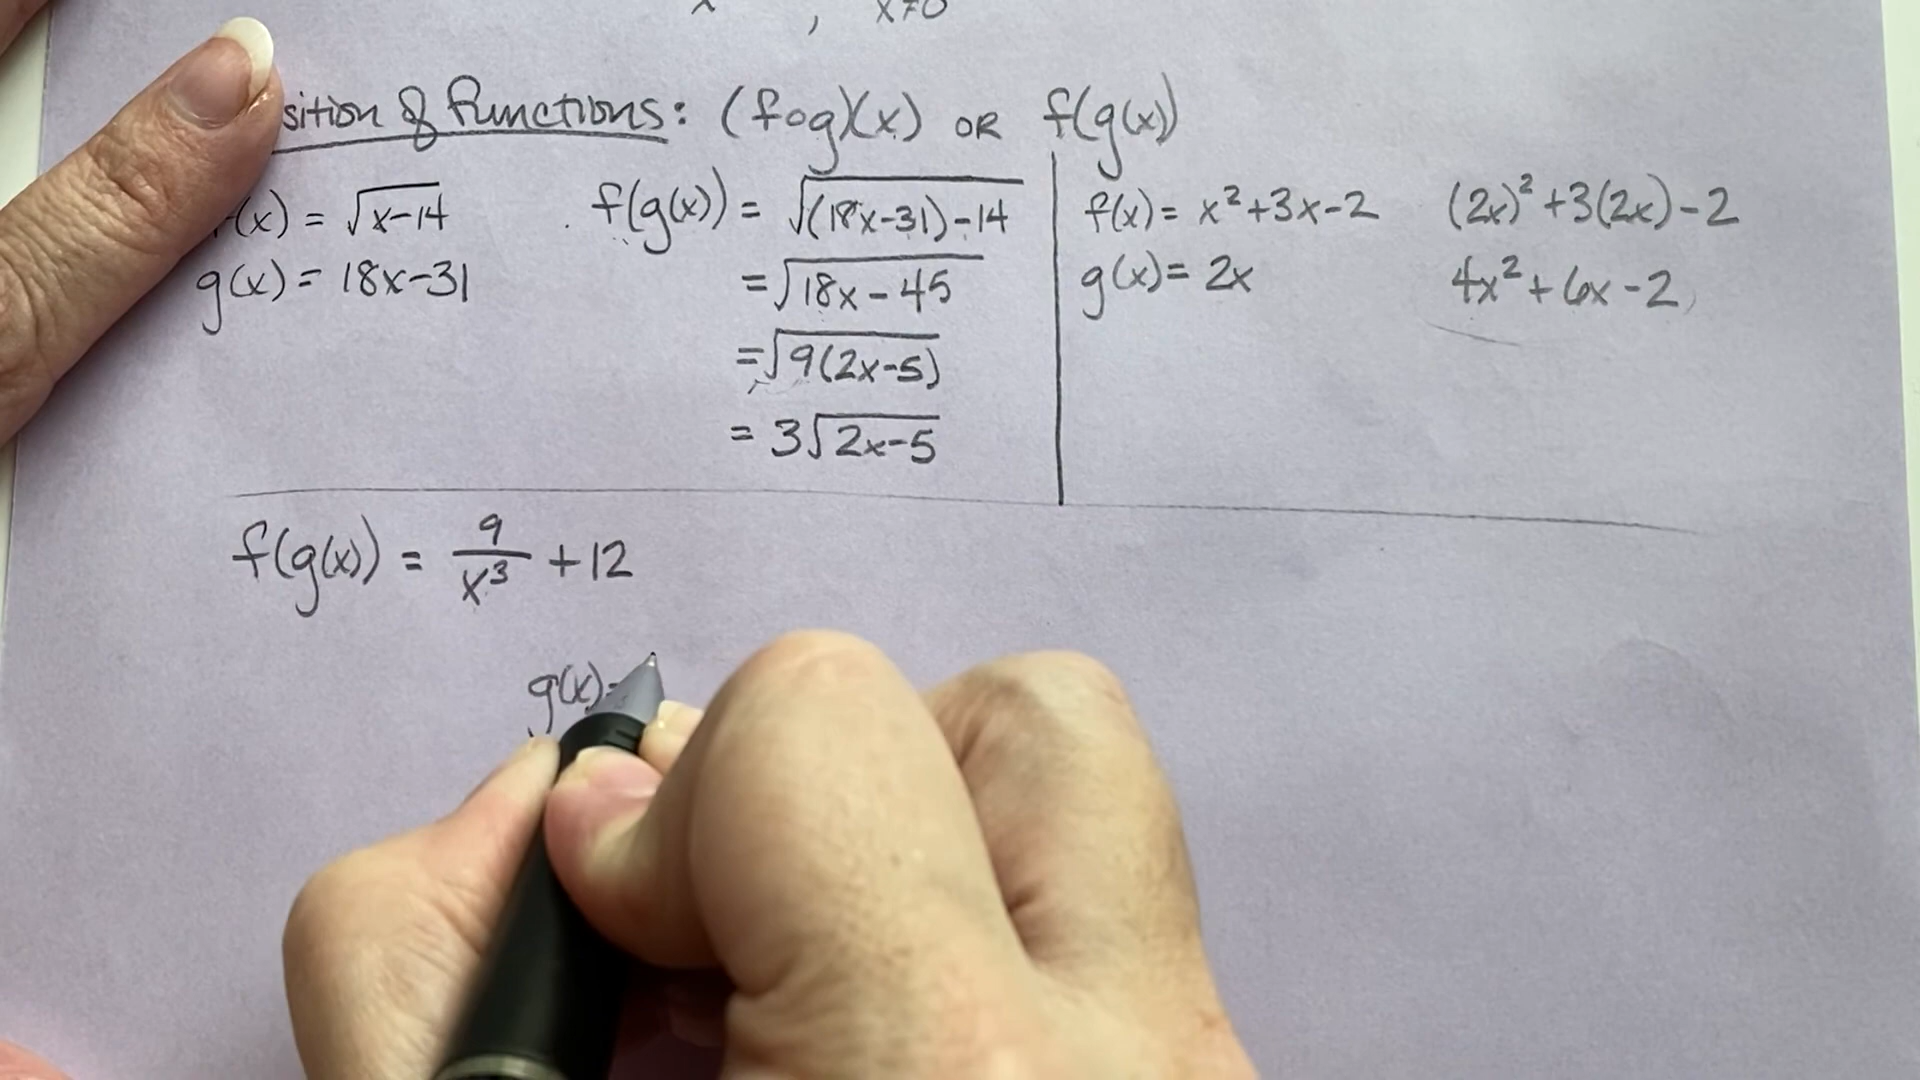 x , x≠0
sition of Functions: (f∘g)(x) OR f(g(x))
(x) = √(x-14)
g(x) = 18x-31
f(g(x)) = √((18x-31)-14)
= √(18x-45)
= √(9(2x-5))
= 3√(2x-5)
f(x) = x²+3x-2
g(x) = 2x
(2x)²+3(2x)-2
4x²+6x-2
f(g(x)) = 9/x³ +12
g(x)=